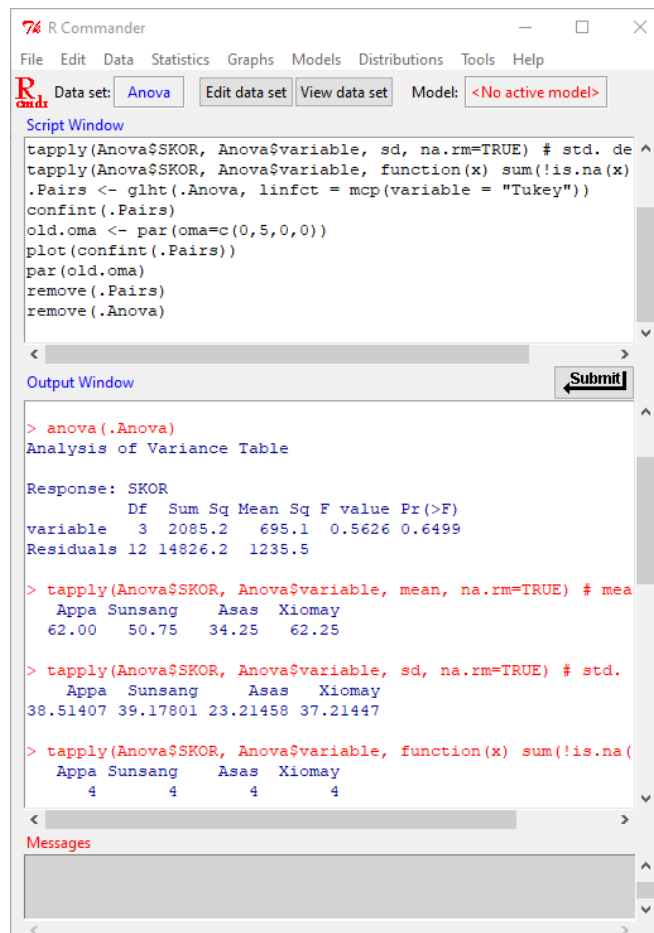 R Commander
File Edit Data Statistics Graphs Models Distributions Tools Help
R cmdr Data set: Anova Edit data set View data set Model: <No active model>
Script Window
tapply(Anova$SKOR, Anova$variable, sd, na.rm=TRUE) # std. de
tapply(Anova$SKOR, Anova$variable, function(x) sum(!is.na(x)
.Pairs <- glht(.Anova, linfct = mcp(variable = "Tukey"))
confint(.Pairs)
old.oma <- par(oma=c(0,5,0,0))
plot(confint(.Pairs))
par(old.oma)
remove(.Pairs)
remove(.Anova)
Output Window Submit
> anova(.Anova)
Analysis of Variance Table
Response: SKOR
Df Sum Sq Mean Sq F value Pr(>F)
variable 3 2085.2 695.1 0.5626 0.6499
Residuals 12 14826.2 1235.5
> tapply(Anova$SKOR, Anova$variable, mean, na.rm=TRUE) # mea
Appa Sunsang Asas Xiomay
62.00 50.75 34.25 62.25
> tapply(Anova$SKOR, Anova$variable, sd, na.rm=TRUE) # std.
Appa Sunsang Asas Xiomay
38.51407 39.17801 23.21458 37.21447
> tapply(Anova$SKOR, Anova$variable, function(x) sum(!is.na(
Appa Sunsang Asas Xiomay
4 4 4 4
Messages